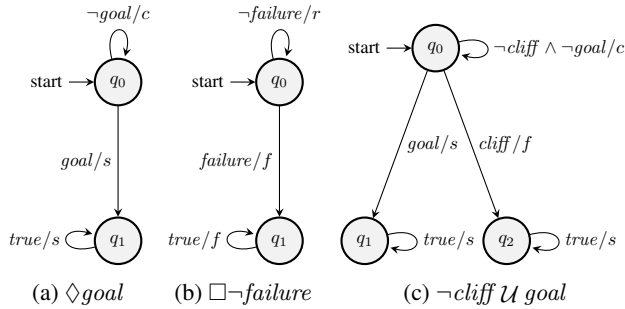 ¬goal/c
start
q₀
goal/s
true/s
q₁
(a) ◊goal
¬failure/r
start
q₀
failure/f
true/f
q₁
(b) □¬failure
start
q₀
¬cliff ∧ ¬goal/c
goal/s
cliff/f
q₁
true/s
q₂
true/s
(c) ¬cliff 𝒰 goal